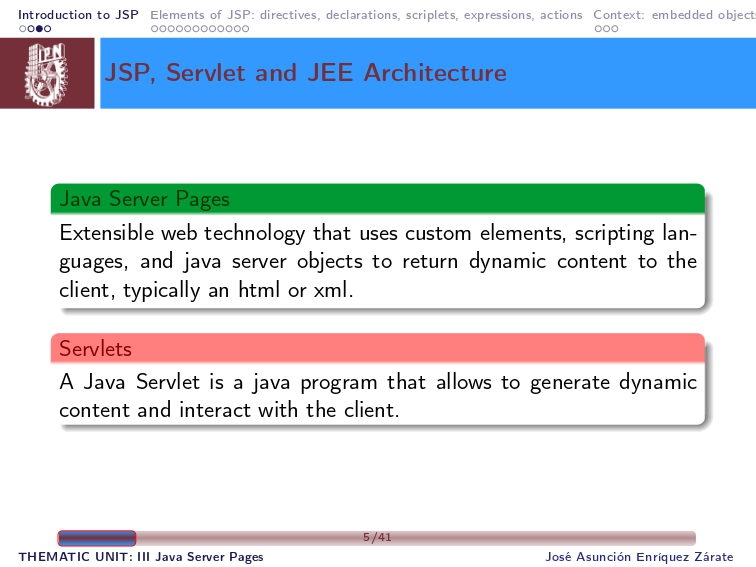 Introduction to JSP Elements of JSP: directives, declarations, scriplets, expressions, actions Context: embedded object
IPN
JSP, Servlet and JEE Architecture
Java Server Pages
Extensible web technology that uses custom elements, scripting lan-
guages, and java server objects to return dynamic content to the
client, typically an html or xml.
Servlets
A Java Servlet is a java program that allows to generate dynamic
content and interact with the client.
5/41
THEMATIC UNIT: III Java Server Pages José Asunción Enríquez Zárate